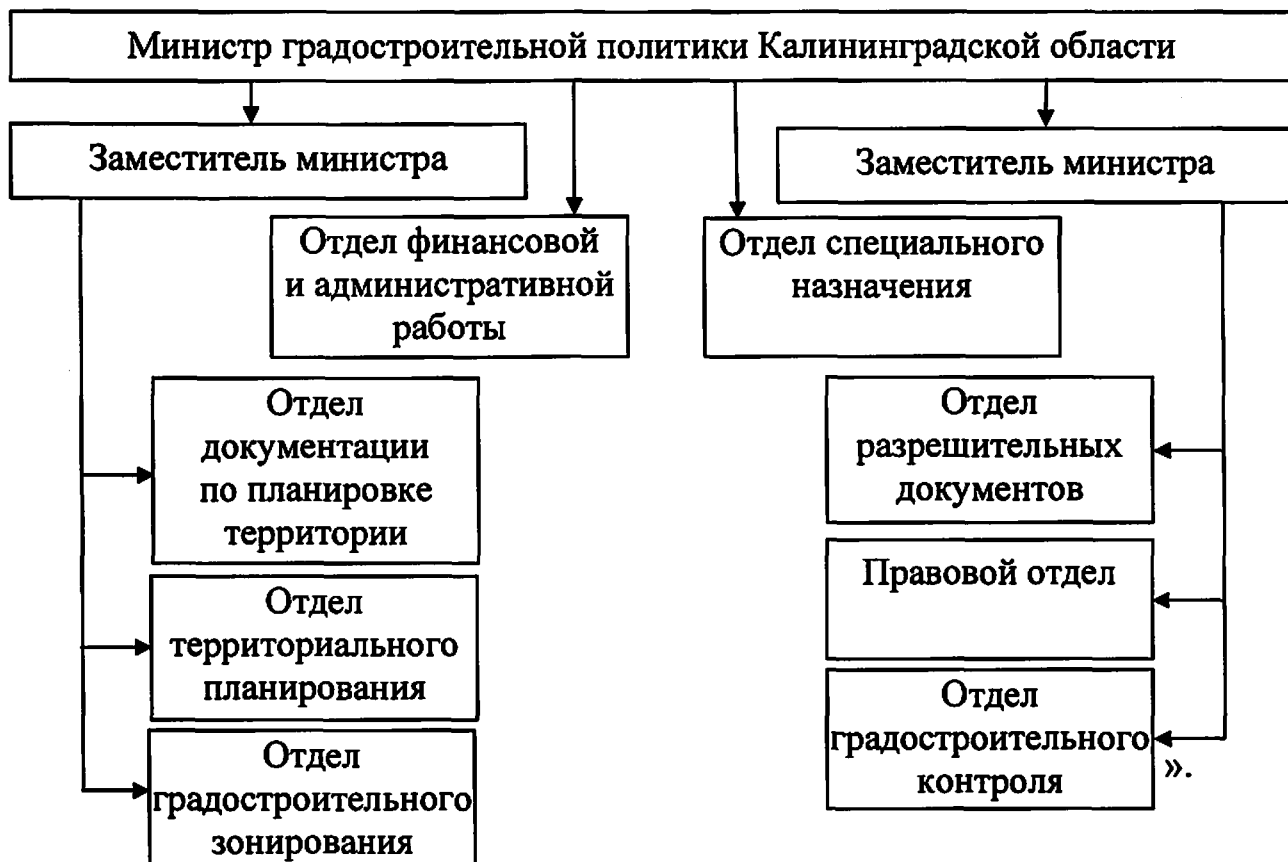 Министр градостроительной политики Калининградской области
Заместитель министра
Заместитель министра
Отдел финансовой
и административной
работы
Отдел специального
назначения
Отдел
документации
по планировке
территории
Отдел
территориального
планирования
Отдел
градостроительного
зонирования
Отдел
разрешительных
документов
Правовой отдел
Отдел
градостроительного
контроля
».